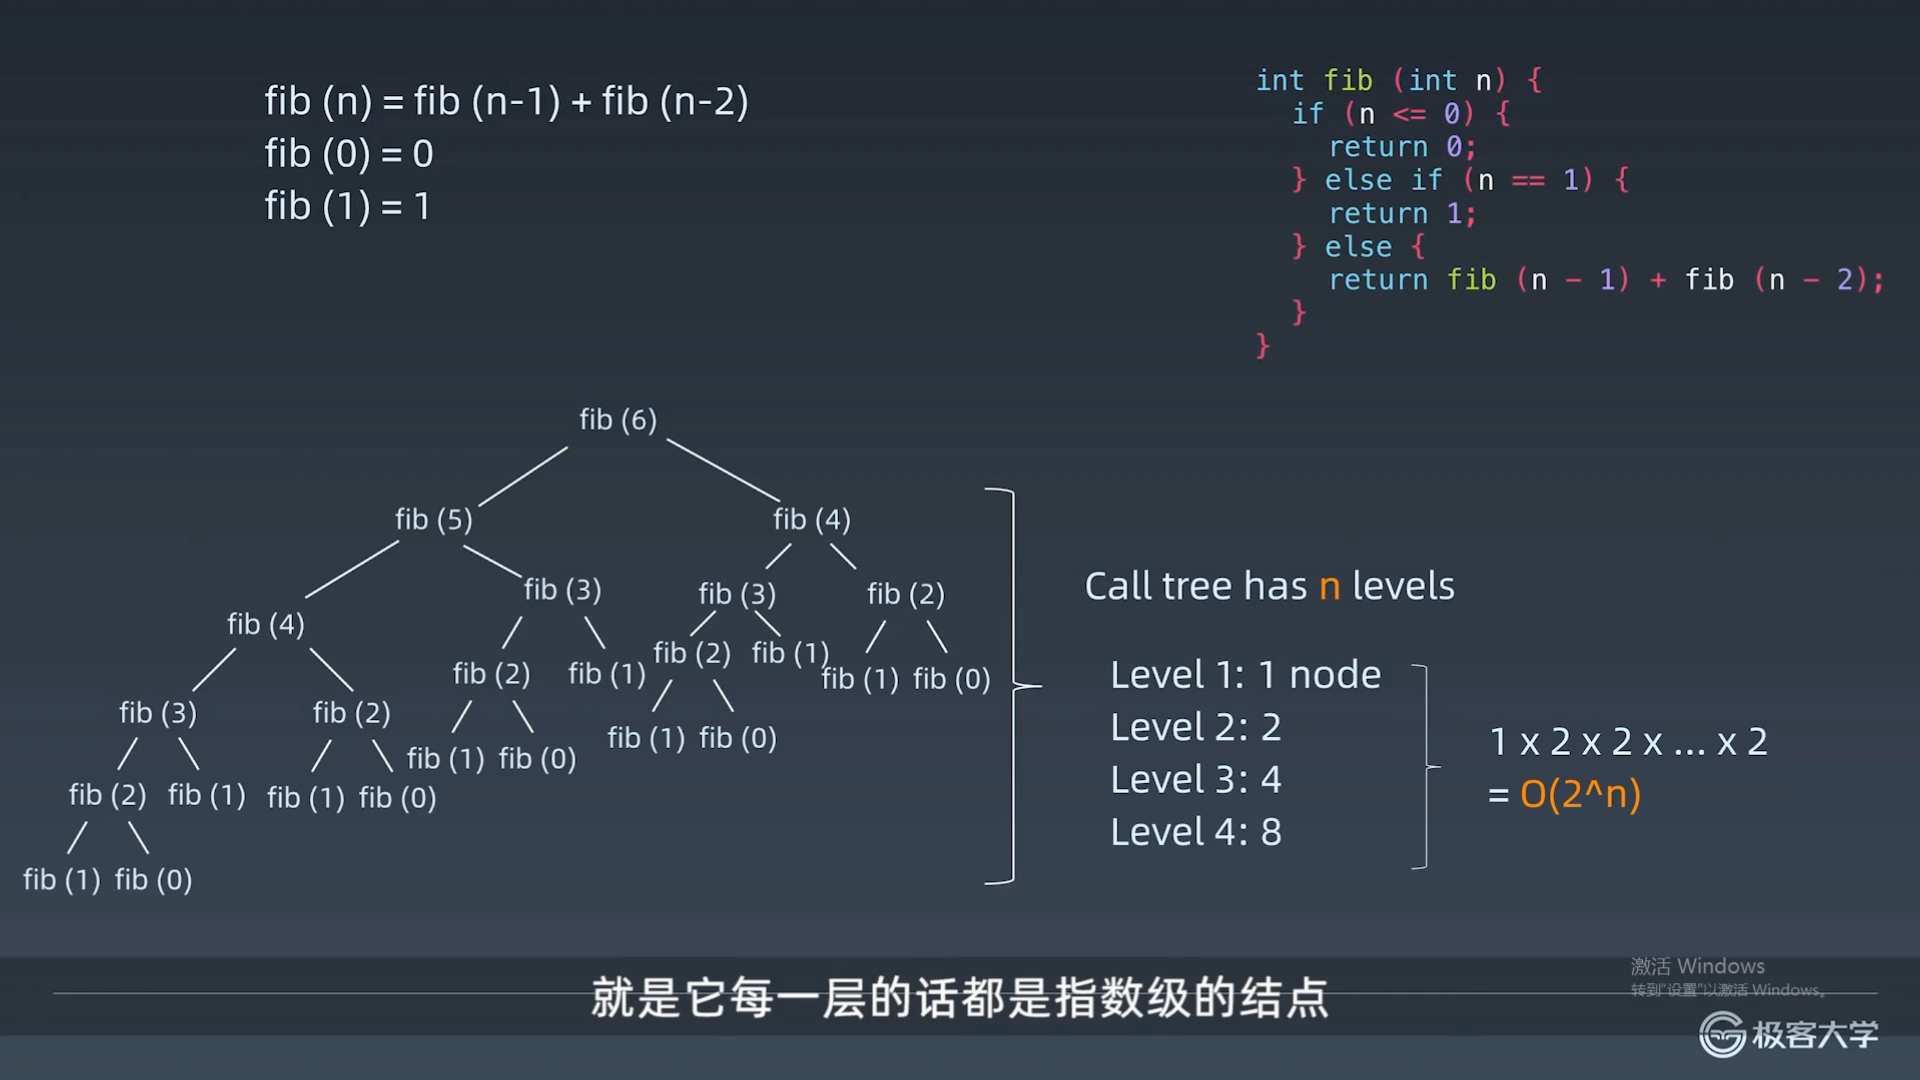 fib (n) = fib (n-1) + fib (n-2)
fib (0) = 0
fib (1) = 1
int fib (int n) {
if (n <= 0) {
return 0;
} else if (n == 1) {
return 1;
} else {
return fib (n - 1) + fib (n - 2);
}
}
fib (6)
fib (5) fib (4)
fib (4) fib (3) fib (3) fib (2)
fib (3) fib (2) fib (2) fib (1) fib (2) fib (1) fib (1) fib (0)
fib (2) fib (1) fib (1) fib (0) fib (1) fib (0) fib (1) fib (0)
fib (1) fib (0)
Call tree has n levels
Level 1: 1 node
Level 2: 2
Level 3: 4
Level 4: 8
1 x 2 x 2 x ... x 2
= O(2^n)
就是它每一层的话都是指数级的结点
激活 Windows
转到“设置”以激活 Windows。
极客大学